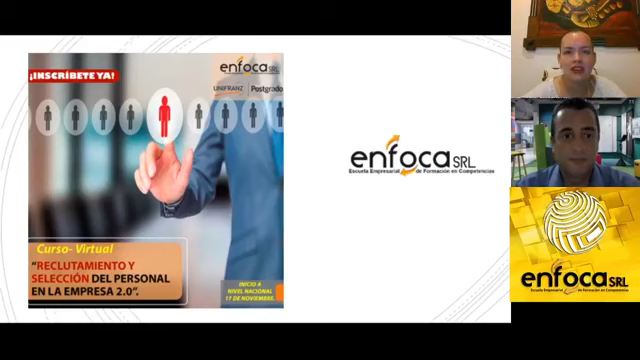 ¡INSCRÍBETE YA!
enfoca SRL
UNIFRANZ | Postgrado
Curso- Virtual
"RECLUTAMIENTO Y
SELECCIÓN DEL PERSONAL
EN LA EMPRESA 2.0".
INICIO A
NIVEL NACIONAL
17 DE NOVIEMBRE.
enfoca SRL
Escuela Empresarial de Formación en Competencias
enfoca SRL
Escuela Empresarial de Formación en Competencias